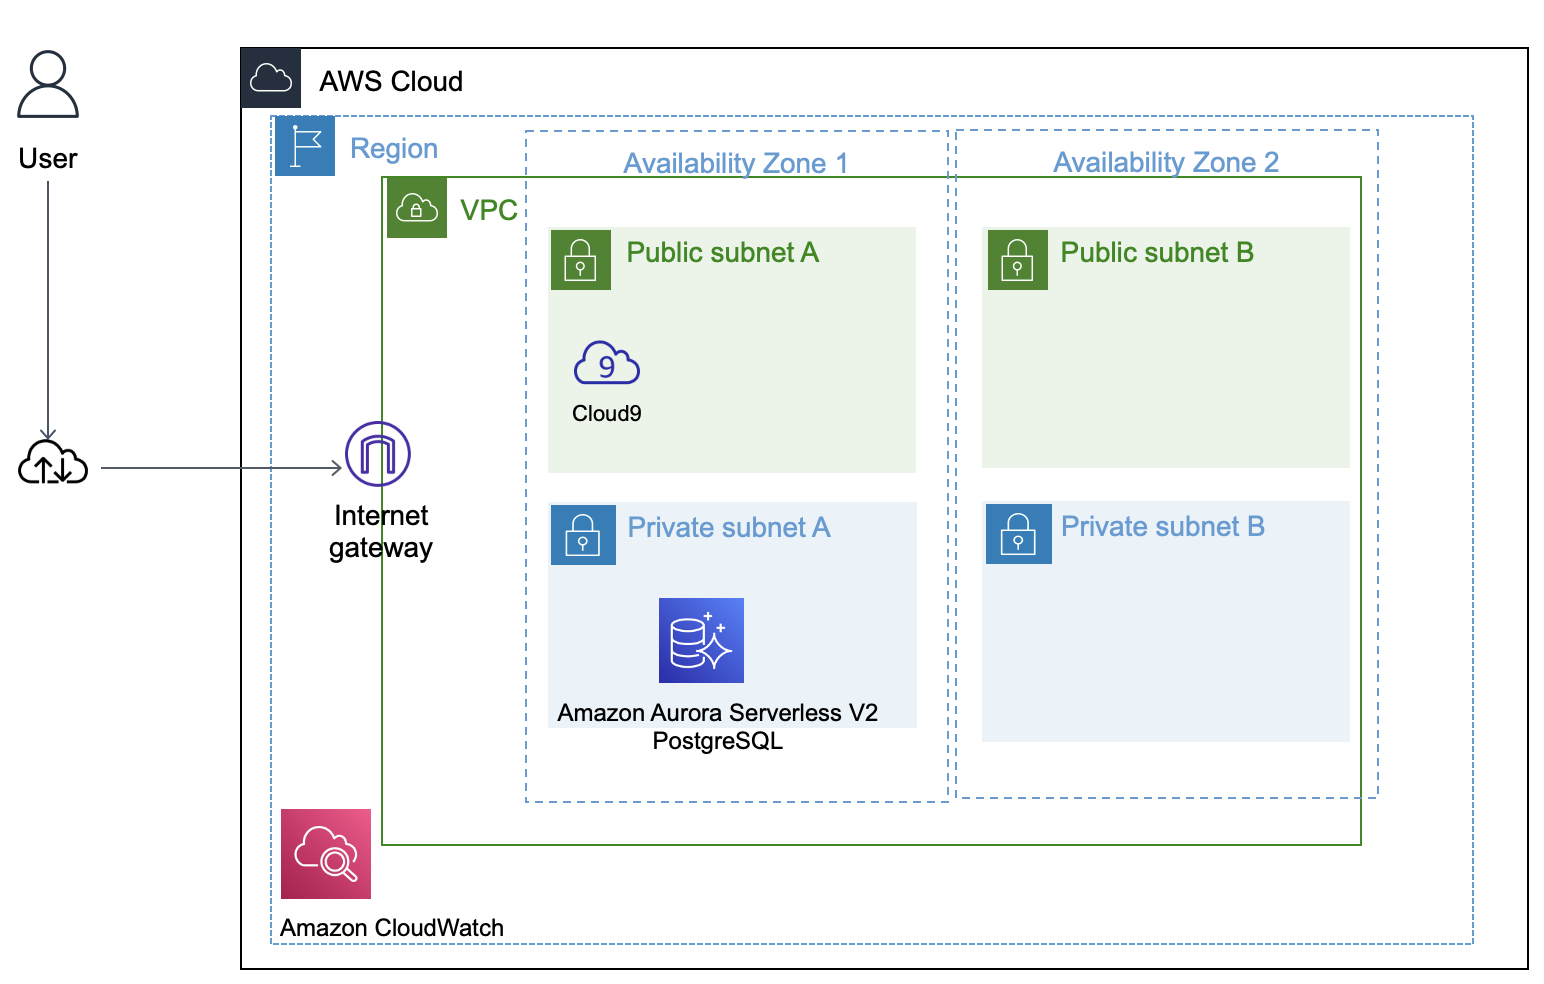 AWS Cloud
User
Region
Availability Zone 1
Availability Zone 2
VPC
Public subnet A
Public subnet B
9
Cloud9
Internet
gateway
Private subnet A
Private subnet B
Amazon Aurora Serverless V2
PostgreSQL
Amazon CloudWatch